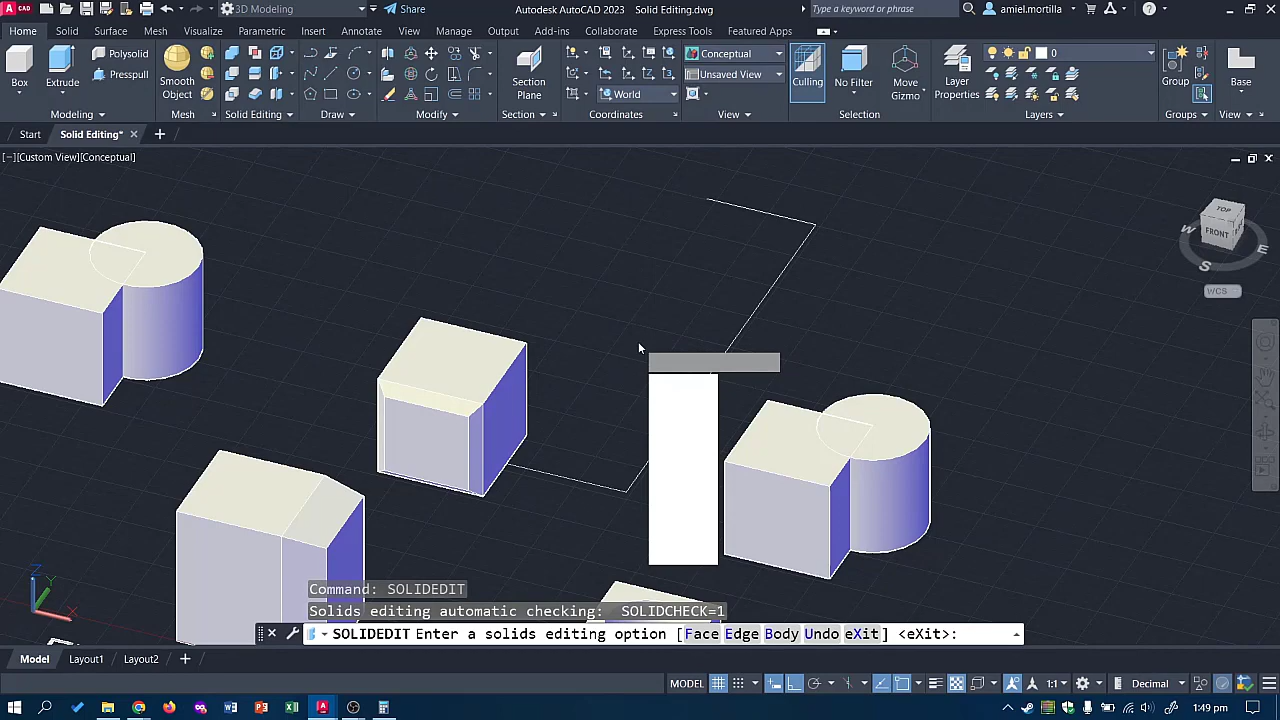 A CAD
3D Modeling
Share
Autodesk AutoCAD 2023 Solid Editing.dwg
Type a keyword or phrase
amiel.mortilla
Home Solid Surface Mesh Visualize Parametric Insert Annotate View Manage Output Add-ins Collaborate Express Tools Featured Apps
Box
Extrude
Polysolid
Presspull
Smooth Object
Section Plane
World
Conceptual
Unsaved View
Culling
No Filter
Move Gizmo
Layer Properties
0
Group
Base
Modeling Mesh Solid Editing Draw Modify Section Coordinates View Selection Layers Groups View
Start Solid Editing*
[−][Custom View][Conceptual]
TOP
FRONT
W
S
E
WCS
Z
Y
X
Command: SOLIDEDIT
Solids editing automatic checking: SOLIDCHECK=1
SOLIDEDIT Enter a solids editing option [Face Edge Body Undo eXit] <eXit>:
Model Layout1 Layout2
MODEL 1:1 Decimal
1:49 pm